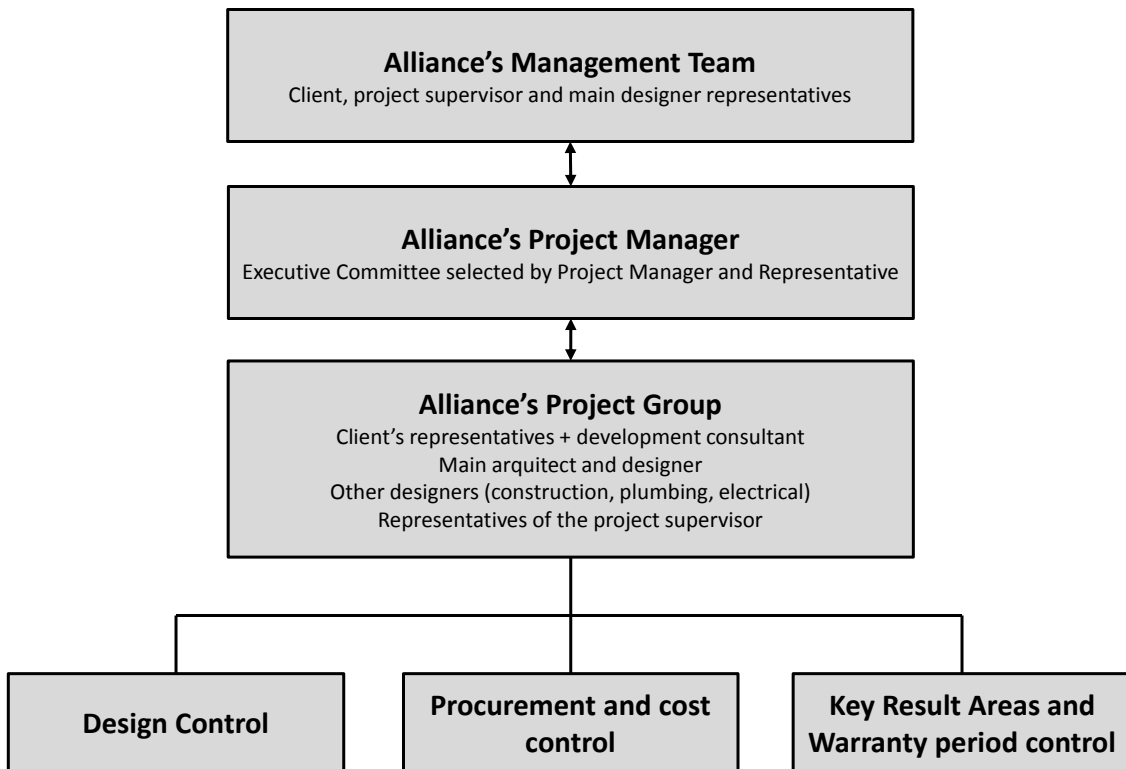 Alliance’s Management Team
Client, project supervisor and main designer representatives
Alliance’s Project Manager
Executive Committee selected by Project Manager and Representative
Alliance’s Project Group
Client’s representatives + development consultant
Main arquitect and designer
Other designers (construction, plumbing, electrical)
Representatives of the project supervisor
Design Control
Procurement and cost
control
Key Result Areas and
Warranty period control